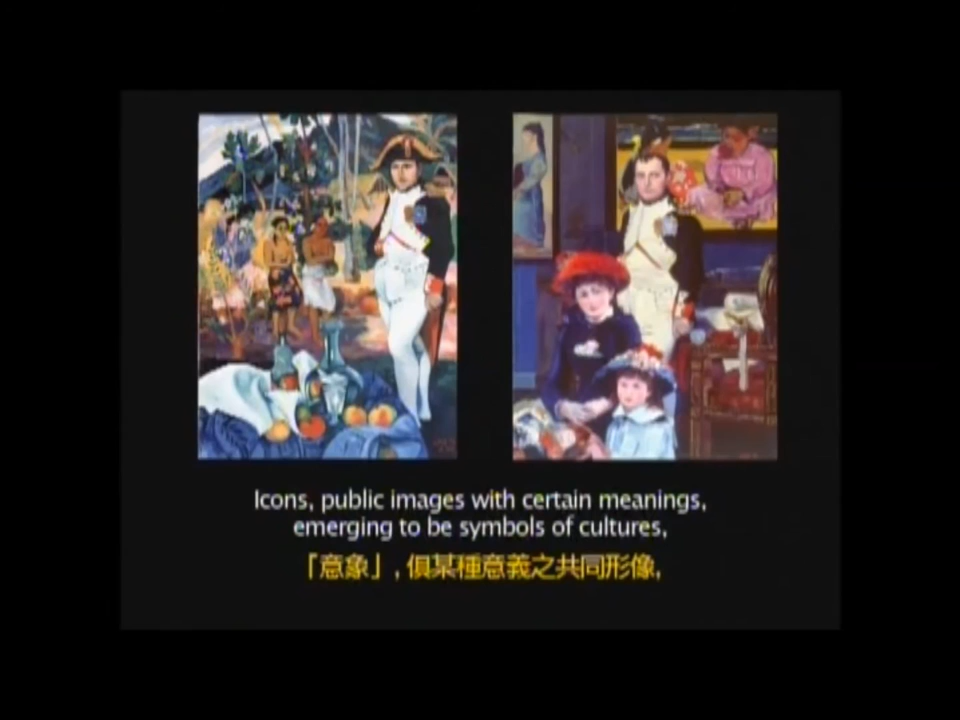 Icons, public images with certain meanings,
emerging to be symbols of cultures,
「意象」, 俱某種意義之共同形像,